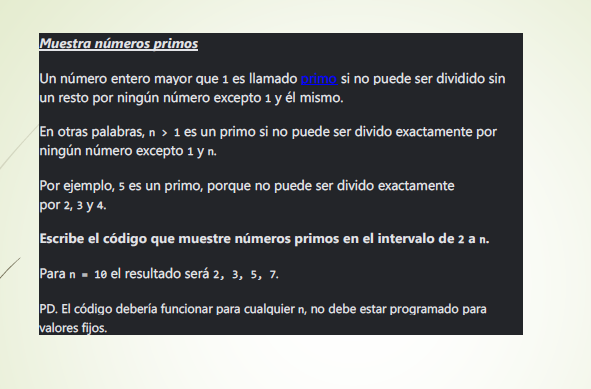 Muestra números primos
Un número entero mayor que 1 es llamado primo si no puede ser dividido sin
un resto por ningún número excepto 1 y él mismo.
En otras palabras, n > 1 es un primo si no puede ser divido exactamente por
ningún número excepto 1 y n.
Por ejemplo, 5 es un primo, porque no puede ser divido exactamente
por 2, 3 y 4.
Escribe el código que muestre números primos en el intervalo de 2 a n.
Para n = 10 el resultado será 2, 3, 5, 7.
PD. El código debería funcionar para cualquier n, no debe estar programado para
valores fijos.